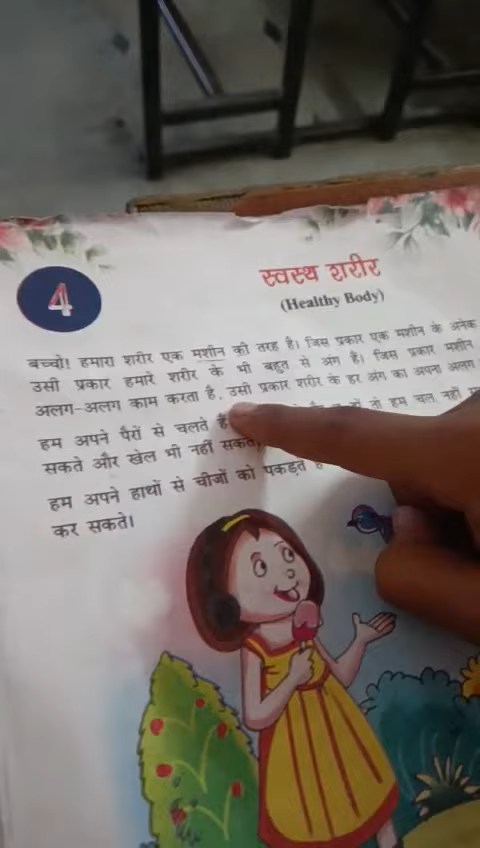 4
स्वस्थ शरीर
(Healthy Body)
बच्चो! हमारा शरीर एक मशीन की तरह है। जिस प्रकार एक मशीन के अनेक
उसी प्रकार हमारे शरीर के भी बहुत से अंग है। जिस प्रकार मशीन
अलग-अलग काम करता है, उसी प्रकार शरीर के हर अंग का अपना अलग
हम अपने पैरों से चलते तो हम चल नहीं
सकते और खेल भी नहीं सकते।
हम अपने हाथों से चीजों को पकड़ते
कर सकते।